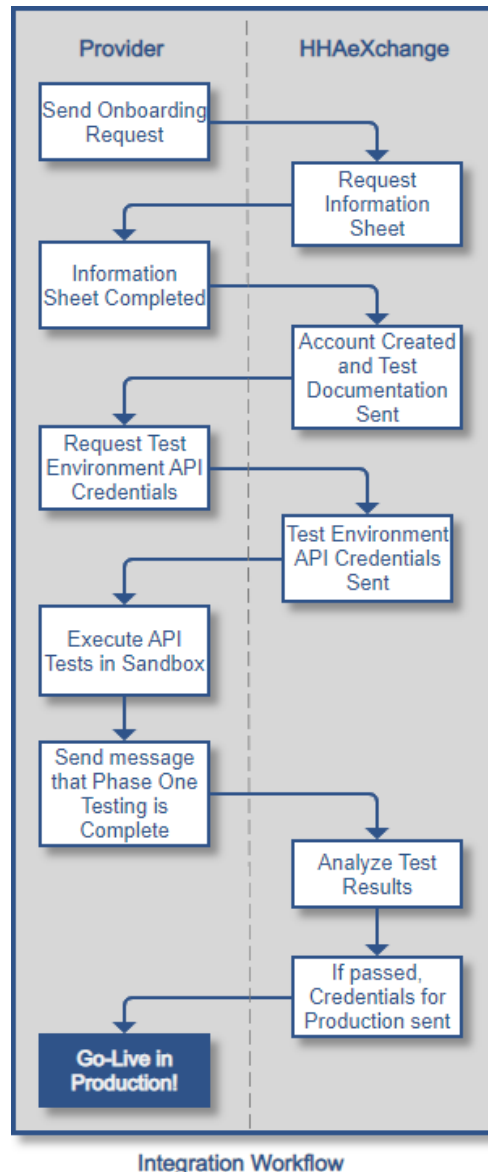 Provider
HHAeXchange
Send Onboarding
Request
Request
Information
Sheet
Information
Sheet Completed
Account Created
and Test
Documentation
Sent
Request Test
Environment API
Credentials
Test Environment
API Credentials
Sent
Execute API
Tests in Sandbox
Send message
that Phase One
Testing is
Complete
Analyze Test
Results
If passed,
Credentials for
Production sent
Go-Live in
Production!
Integration Workflow